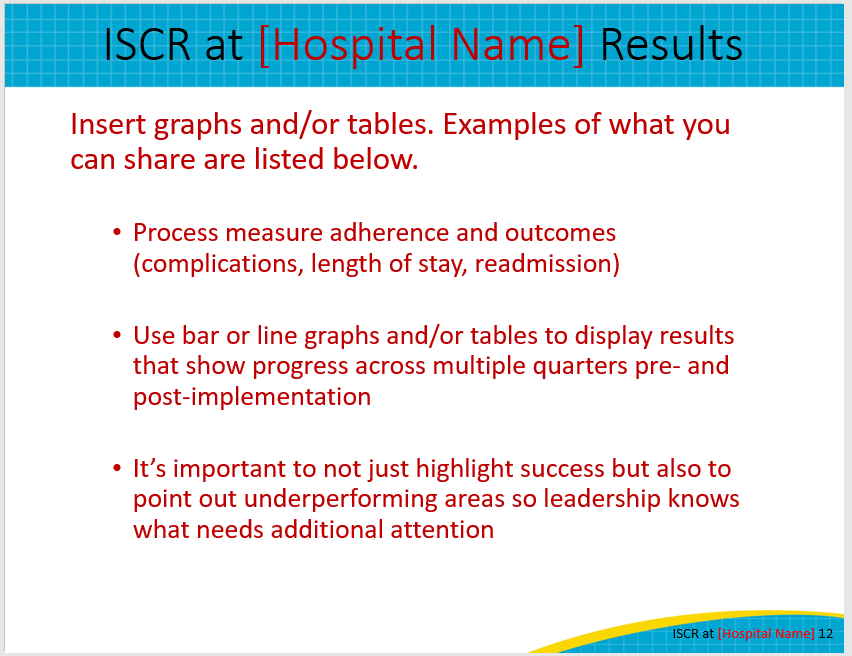 ISCR at [Hospital Name] Results
Insert graphs and/or tables. Examples of what you
can share are listed below.
• Process measure adherence and outcomes
(complications, length of stay, readmission)
• Use bar or line graphs and/or tables to display results
that show progress across multiple quarters pre- and
post-implementation
• It’s important to not just highlight success but also to
point out underperforming areas so leadership knows
what needs additional attention
ISCR at [Hospital Name] 12